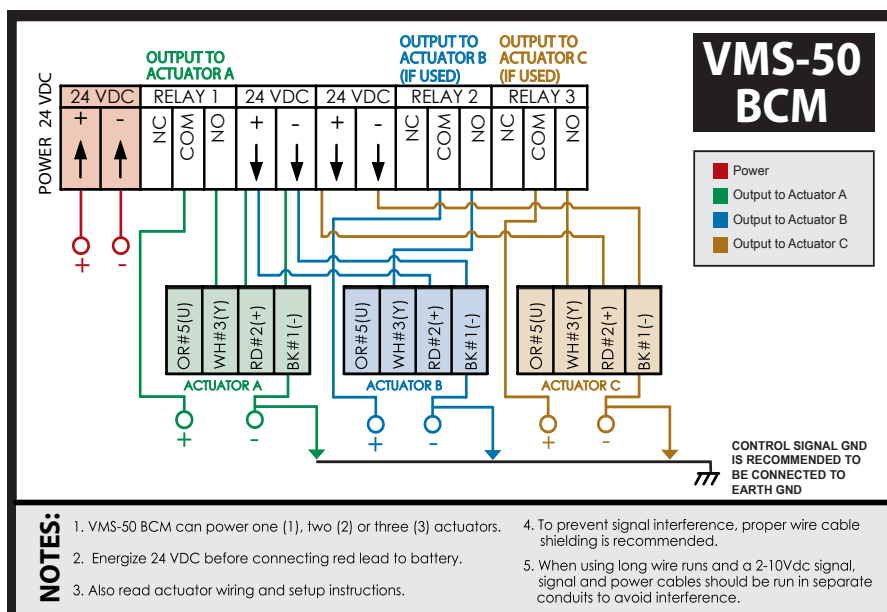 OUTPUT TO
ACTUATOR A
OUTPUT TO
ACTUATOR B
(IF USED)
OUTPUT TO
ACTUATOR C
(IF USED)
VMS-50
BCM
POWER 24 VDC
24 VDC
RELAY 1
24 VDC
24 VDC
RELAY 2
RELAY 3
+
-
NC
COM
NO
+
-
+
-
NC
COM
NO
NC
COM
NO
Power
Output to Actuator A
Output to Actuator B
Output to Actuator C
+
-
OR#5(U)
WH#3(Y)
RD#2(+)
BK#1(-)
OR#5(U)
WH#3(Y)
RD#2(+)
BK#1(-)
OR#5(U)
WH#3(Y)
RD#2(+)
BK#1(-)
ACTUATOR A
ACTUATOR B
ACTUATOR C
+
-
+
-
+
-
CONTROL SIGNAL GND
IS RECOMMENDED TO
BE CONNECTED TO
EARTH GND
NOTES:
1. VMS-50 BCM can power one (1), two (2) or three (3) actuators.
2. Energize 24 VDC before connecting red lead to battery.
3. Also read actuator wiring and setup instructions.
4. To prevent signal interference, proper wire cable
shielding is recommended.
5. When using long wire runs and a 2-10Vdc signal,
signal and power cables should be run in separate
conduits to avoid interference.